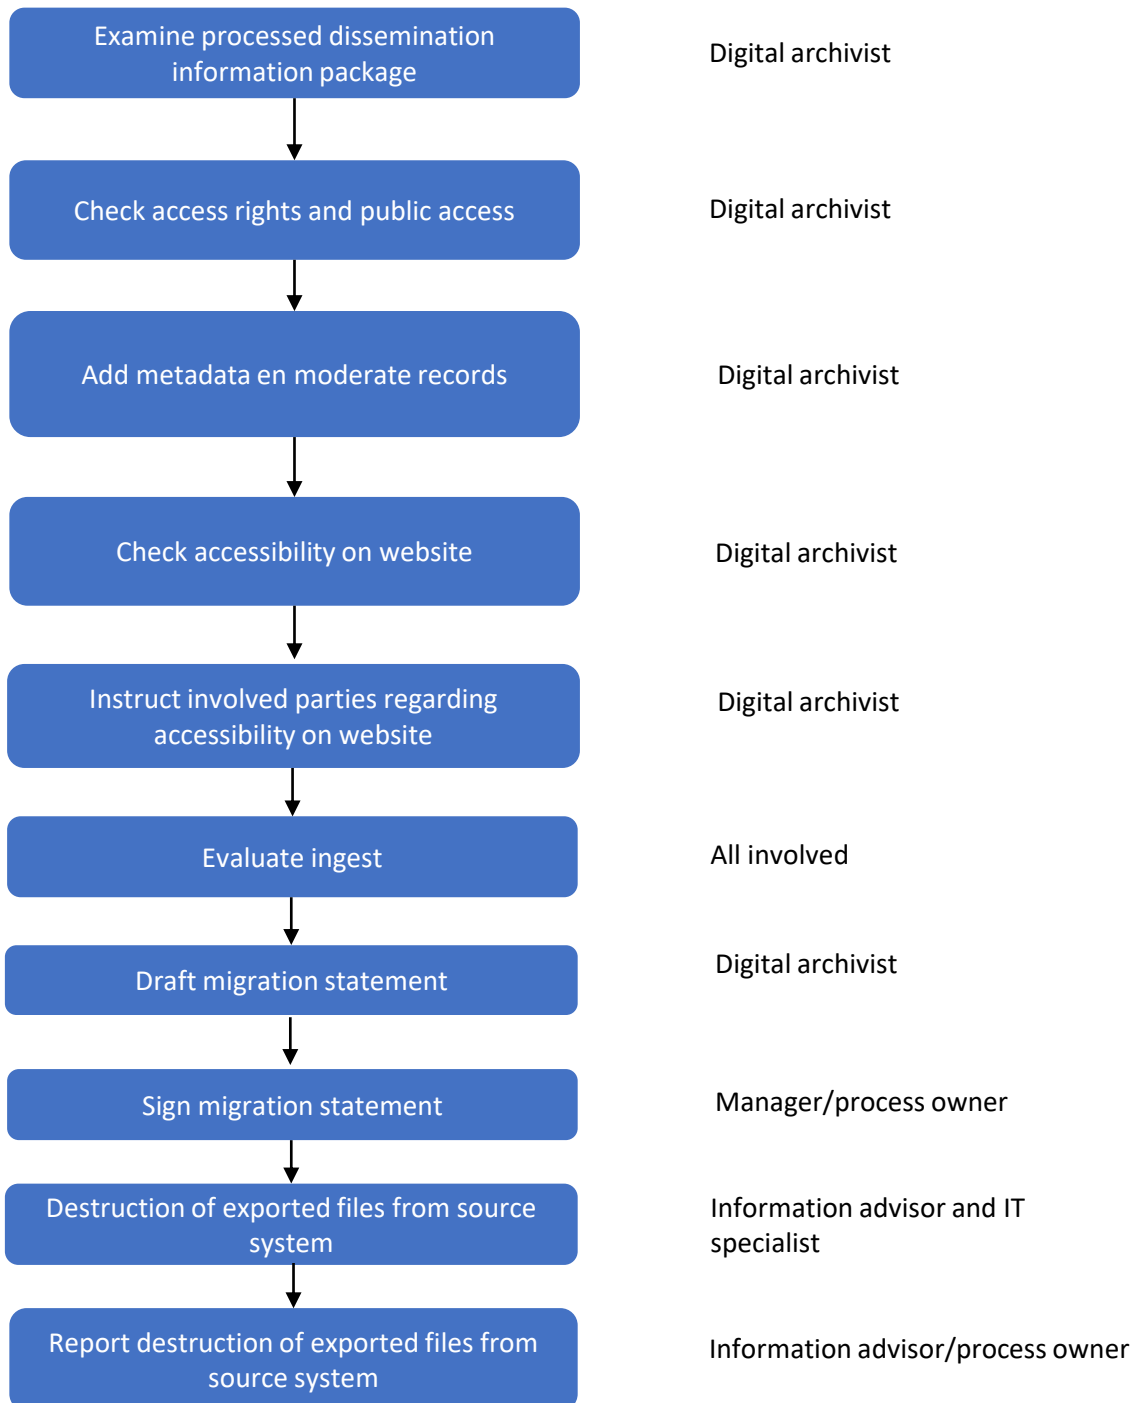 Examine processed dissemination
information package
Digital archivist
Check access rights and public access
Digital archivist
Add metadata en moderate records
Digital archivist
Check accessibility on website
Digital archivist
Instruct involved parties regarding
accessibility on website
Digital archivist
Evaluate ingest
All involved
Draft migration statement
Digital archivist
Sign migration statement
Manager/process owner
Destruction of exported files from source
system
Information advisor and IT
specialist
Report destruction of exported files from
source system
Information advisor/process owner